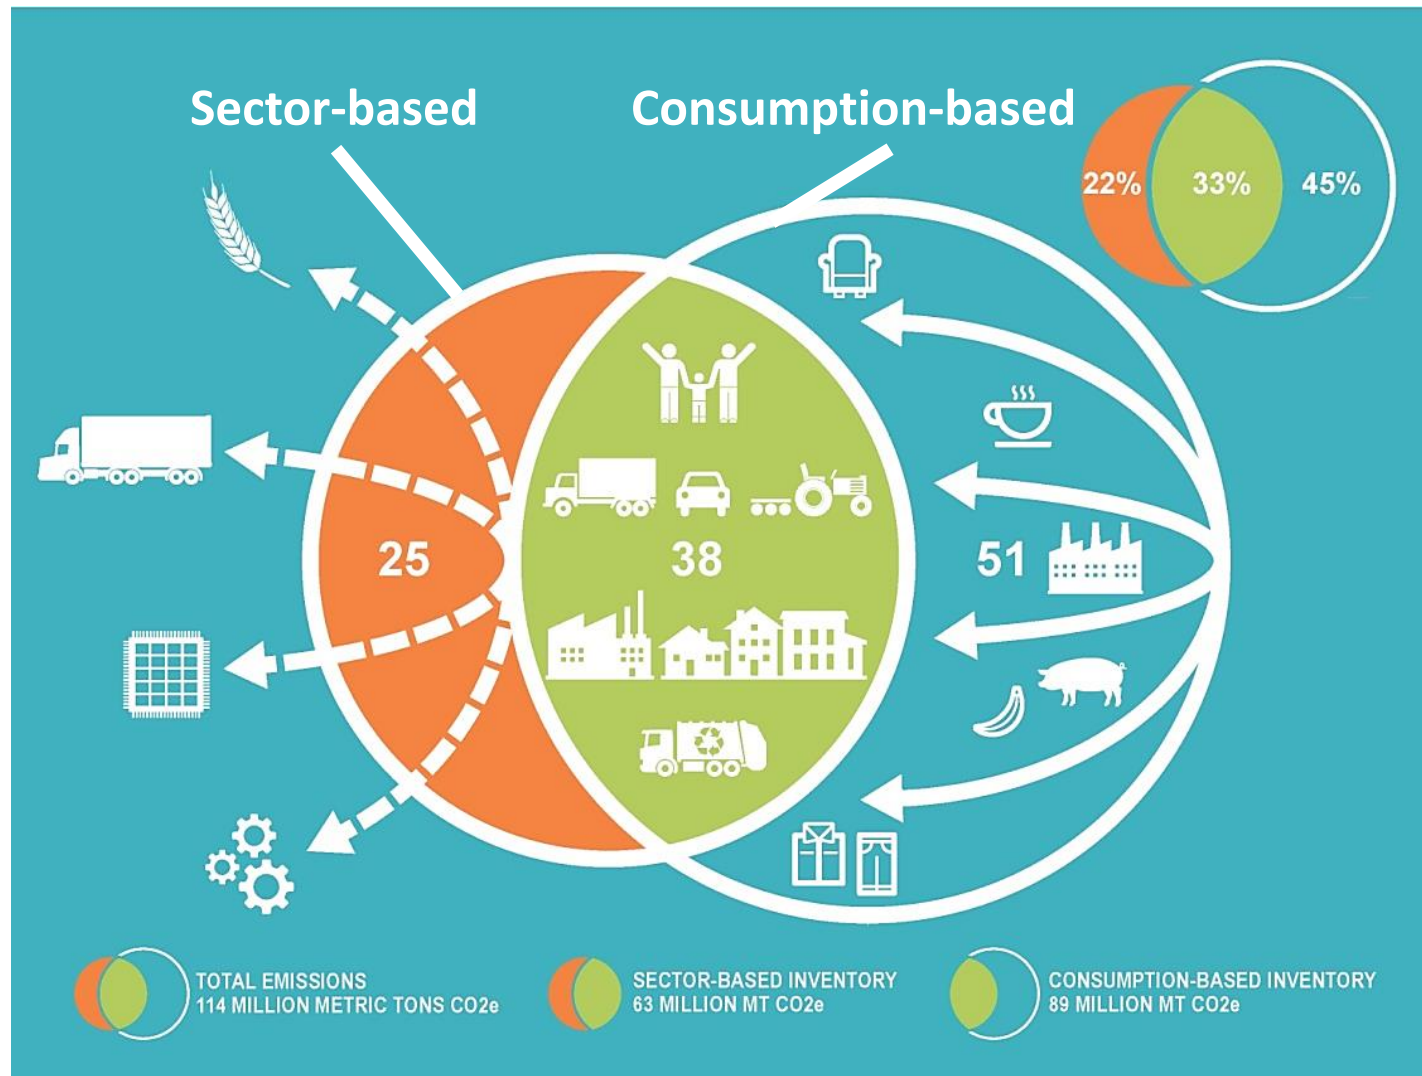 Sector-based
Consumption-based
22%
33%
45%
25
38
51
TOTAL EMISSIONS
114 MILLION METRIC TONS CO2e
SECTOR-BASED INVENTORY
63 MILLION MT CO2e
CONSUMPTION-BASED INVENTORY
89 MILLION MT CO2e